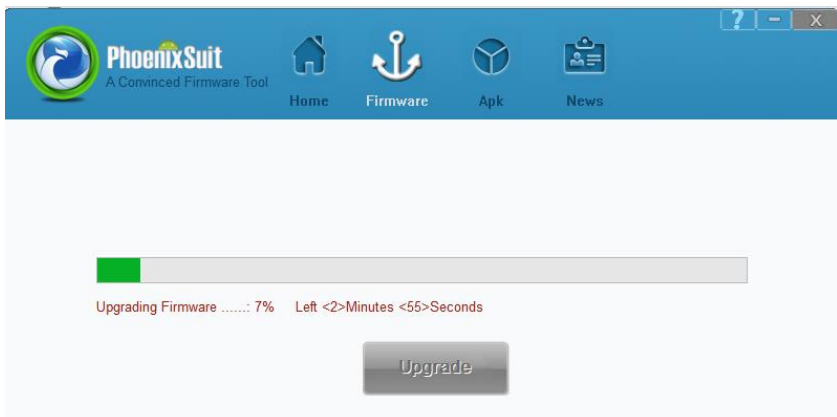 ? - X
PhoenixSuit
A Convinced Firmware Tool
Home Firmware Apk News
Upgrading Firmware ......: 7% Left <2>Minutes <55>Seconds
Upgrade